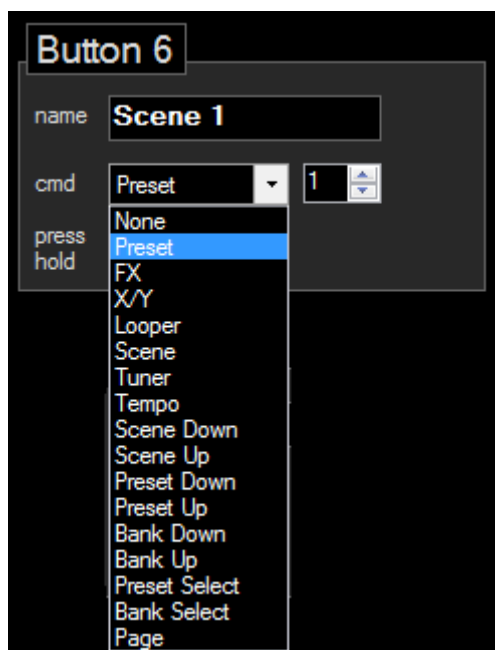 Button 6
name Scene 1
cmd Preset 1
press
hold
None
Preset
FX
X/Y
Looper
Scene
Tuner
Tempo
Scene Down
Scene Up
Preset Down
Preset Up
Bank Down
Bank Up
Preset Select
Bank Select
Page